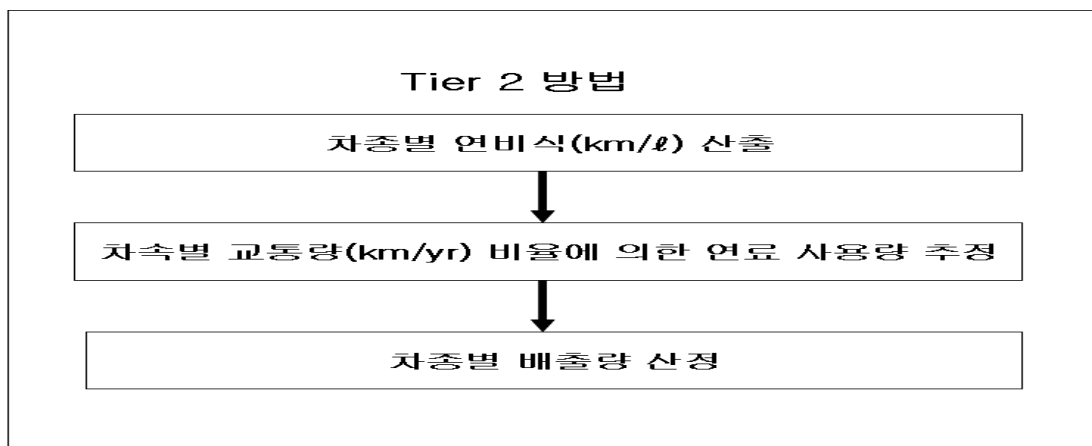 Tier 2 방법
차종별 연비식(km/ℓ) 산출
차속별 교통량(km/yr) 비율에 의한 연료 사용량 추정
차종별 배출량 산정